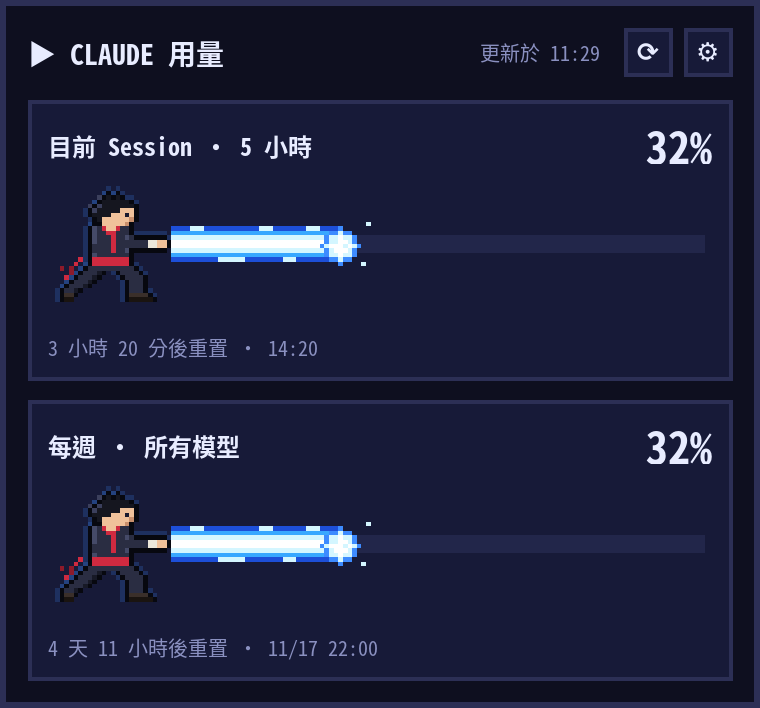 ▶ CLAUDE 用量
更新於 11:29
目前 Session · 5 小時
32%
3 小時 20 分後重置 · 14:20
每週 · 所有模型
32%
4 天 11 小時後重置 · 11/17 22:00